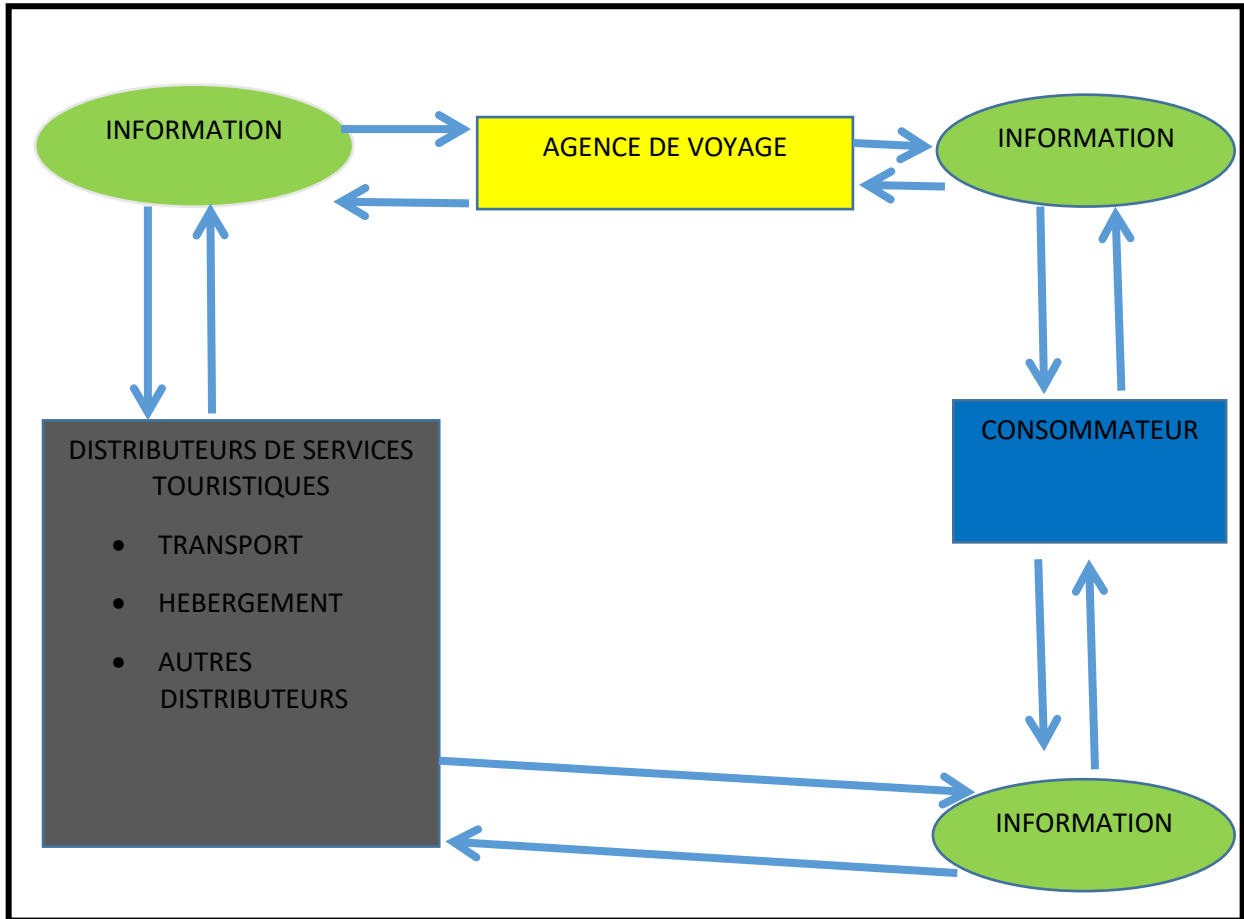 INFORMATION
AGENCE DE VOYAGE
INFORMATION
DISTRIBUTEURS DE SERVICES
TOURISTIQUES
• TRANSPORT
• HEBERGEMENT
• AUTRES
DISTRIBUTEURS
CONSOMMATEUR
INFORMATION